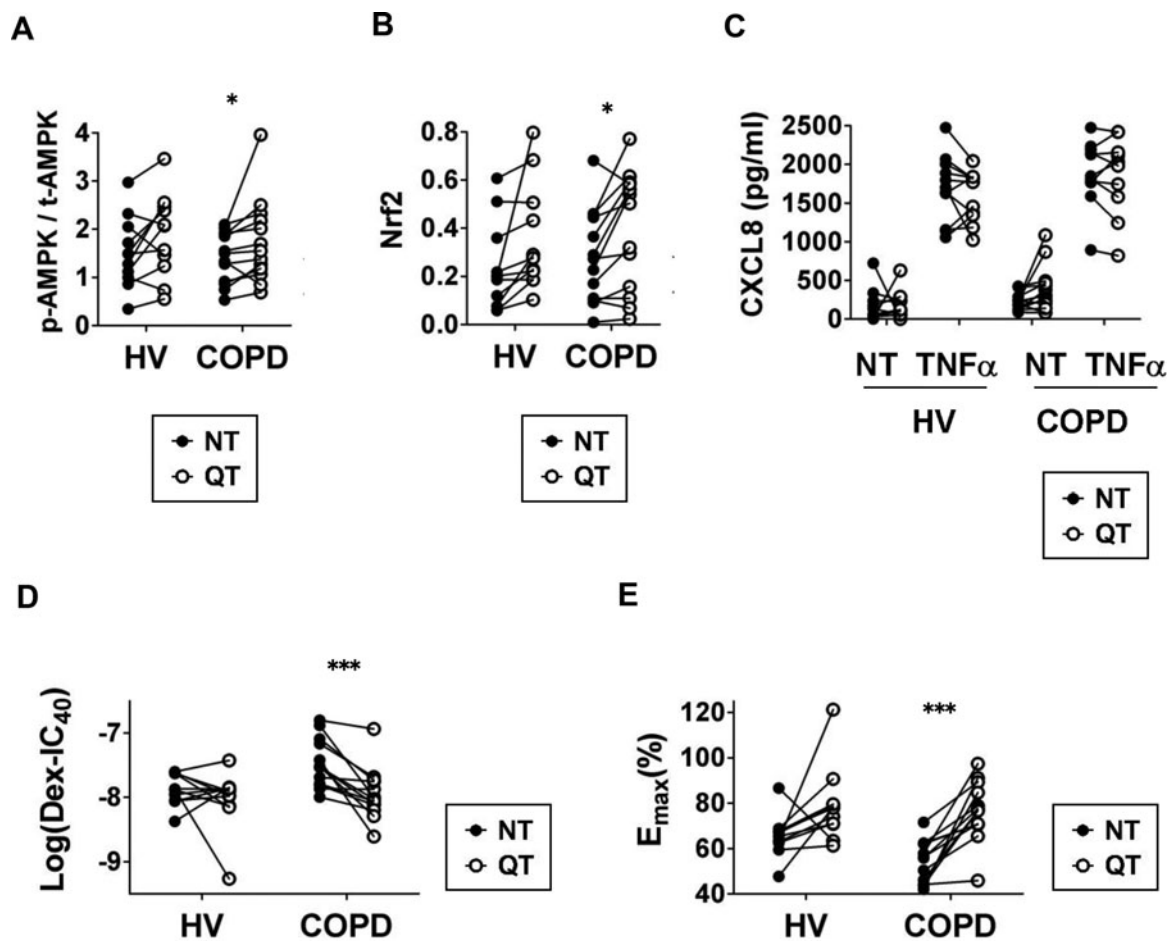 A
B
C
*
p-AMPK / t-AMPK
4
3
2
1
0
HV COPD
NT
QT
*
Nrf2
0.8
0.6
0.4
0.2
0.0
HV COPD
NT
QT
CXCL8 (pg/ml)
2500
2000
1500
1000
500
0
NT TNFα NT TNFα
HV COPD
NT
QT
D
E
***
Log(Dex-IC40)
-7
-8
-9
HV COPD
NT
QT
***
Emax(%)
120
100
80
60
40
HV COPD
NT
QT